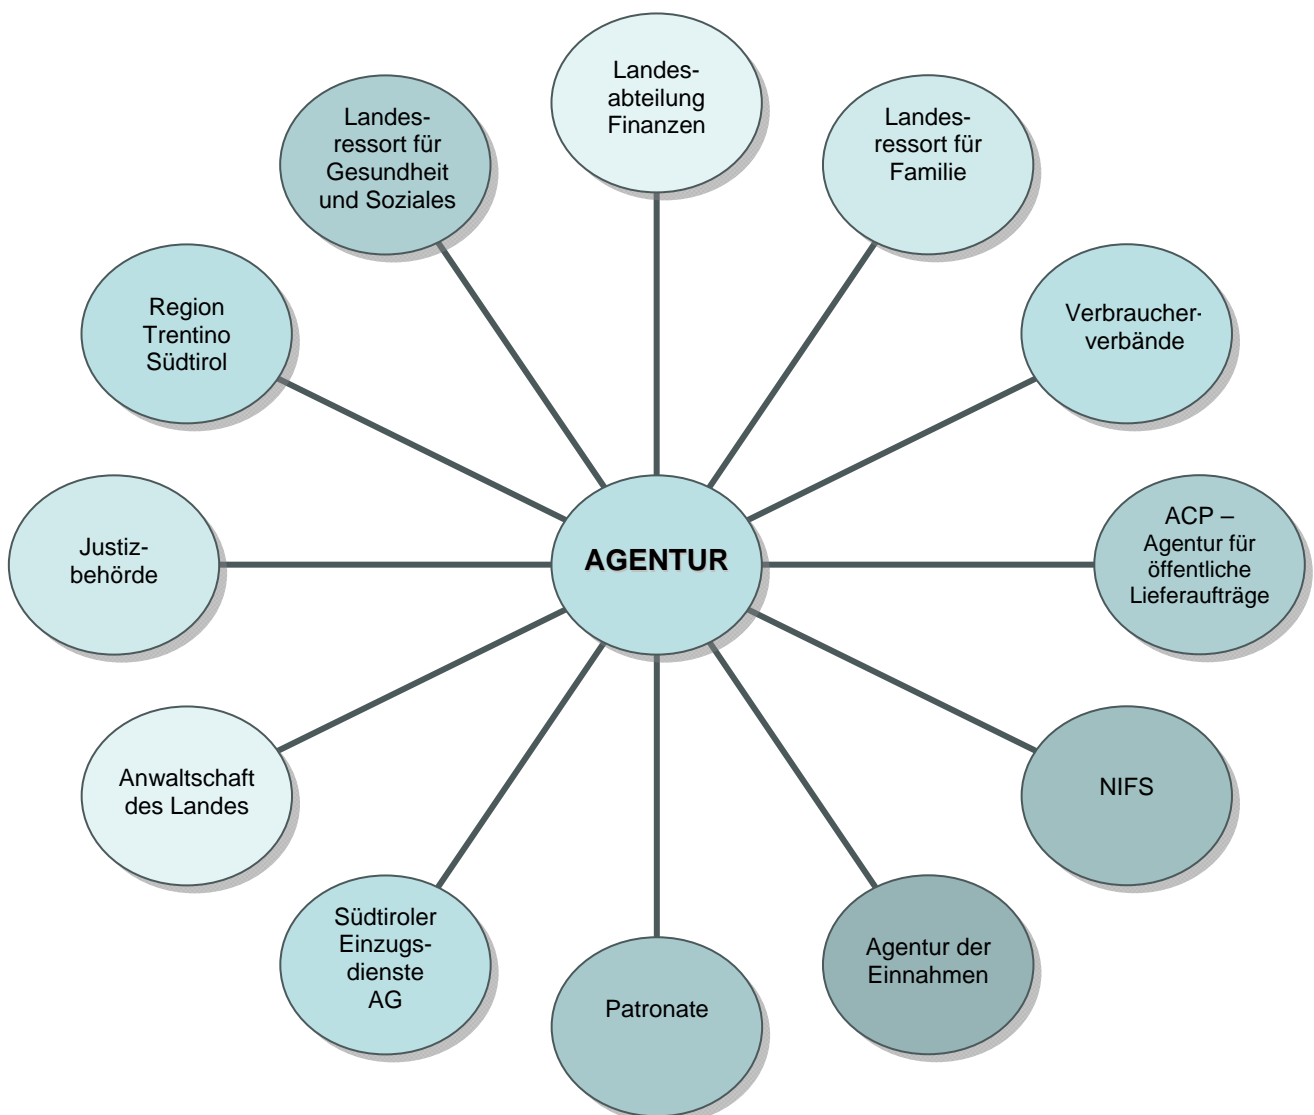 Landes-
abteilung
Finanzen
Landes-
ressort für
Familie
Verbraucher-
verbände
ACP –
Agentur für
öffentliche
Lieferaufträge
NIFS
Agentur der
Einnahmen
Patronate
Südtiroler
Einzugs-
dienste
AG
Anwaltschaft
des Landes
Justiz-
behörde
Region
Trentino
Südtirol
Landes-
ressort für
Gesundheit
und Soziales
AGENTUR